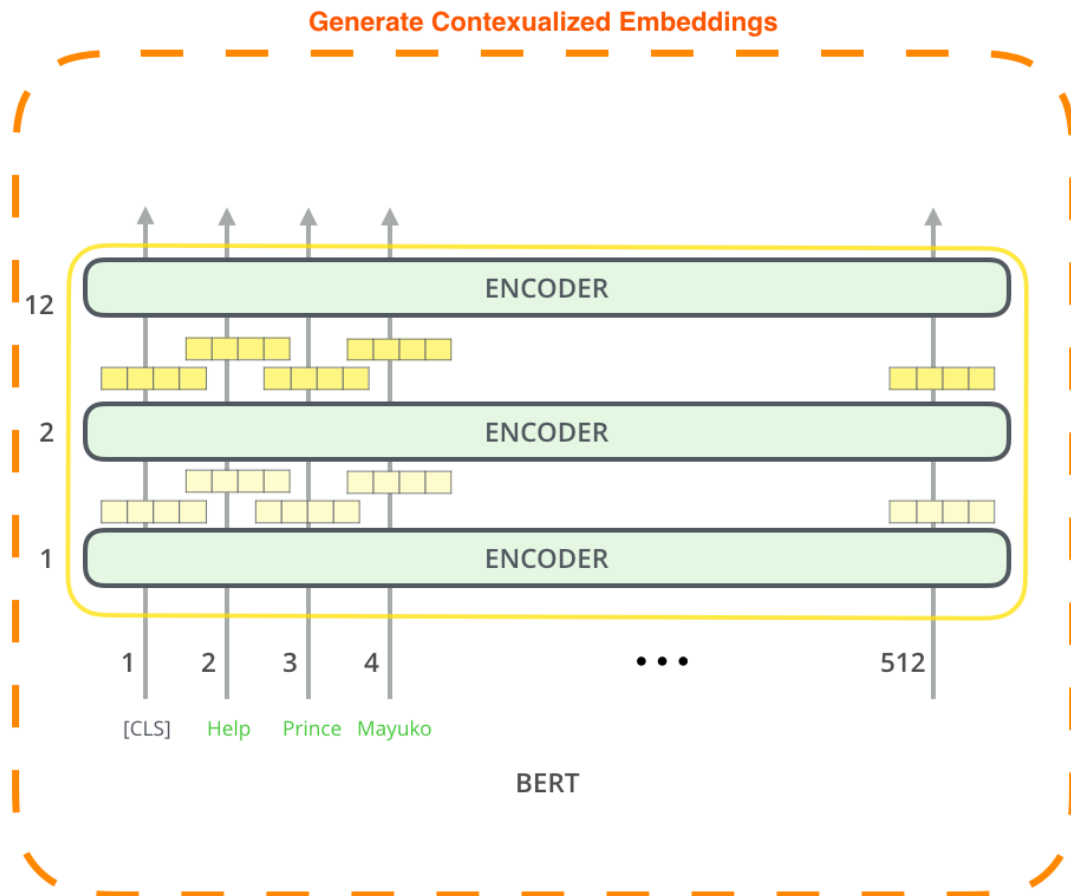 Generate Contexualized Embeddings
12 ENCODER
2 ENCODER
1 ENCODER
1 2 3 4 ••• 512
[CLS] Help Prince Mayuko
BERT